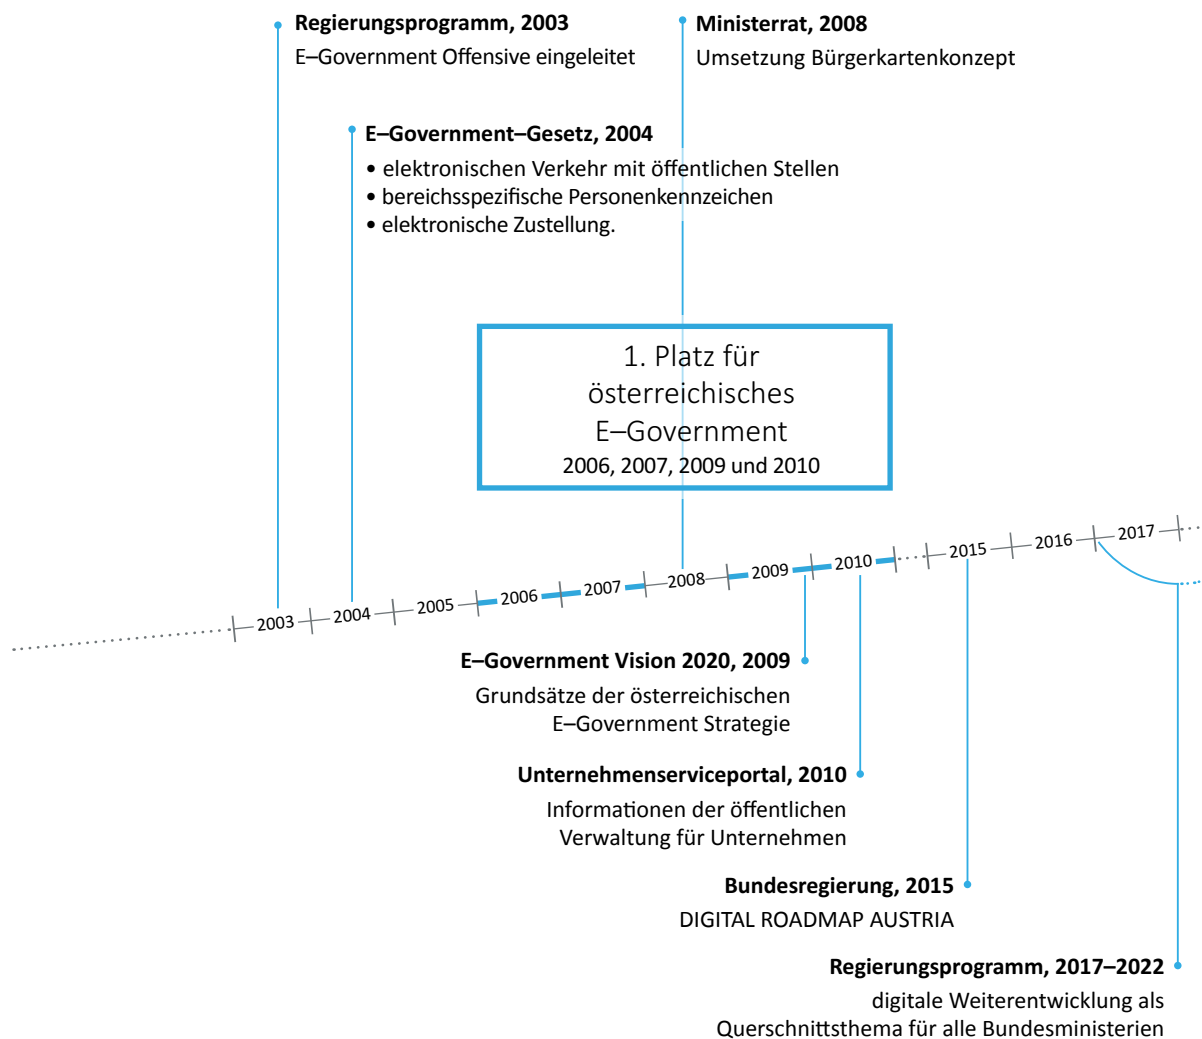 Regierungsprogramm, 2003
E–Government Offensive eingeleitet
Ministerrat, 2008
Umsetzung Bürgerkartenkonzept
E–Government–Gesetz, 2004
• elektronischen Verkehr mit öffentlichen Stellen
• bereichsspezifische Personenkennzeichen
• elektronische Zustellung.
1. Platz für
österreichisches
E–Government
2006, 2007, 2009 und 2010
2003
2004
2005
2006
2007
2008
2009
2010
2015
2016
2017
E–Government Vision 2020, 2009
Grundsätze der österreichischen
E–Government Strategie
Unternehmenserviceportal, 2010
Informationen der öffentlichen
Verwaltung für Unternehmen
Bundesregierung, 2015
DIGITAL ROADMAP AUSTRIA
Regierungsprogramm, 2017–2022
digitale Weiterentwicklung als
Querschnittsthema für alle Bundesministerien